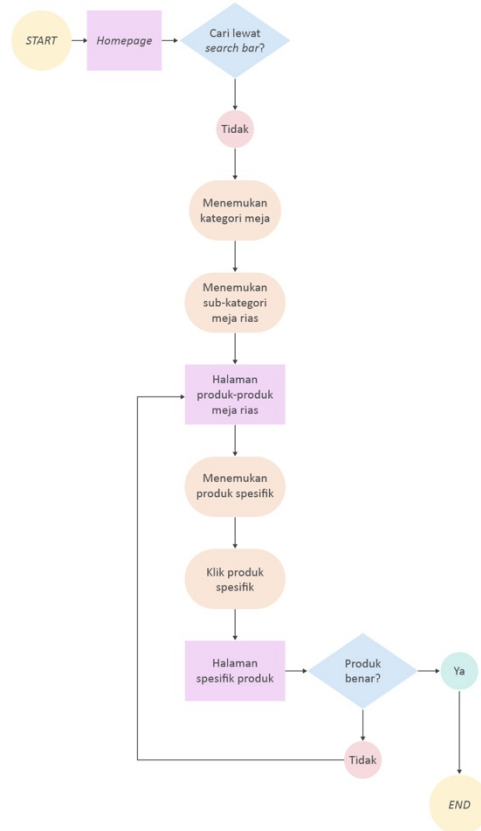 START
Homepage
Cari lewat
search bar?
Tidak
Menemukan
kategori meja
Menemukan
sub-kategori
meja rias
Halaman
produk-produk
meja rias
Menemukan
produk spesifik
Klik produk
spesifik
Halaman
spesifik produk
Produk
benar?
Ya
Tidak
END